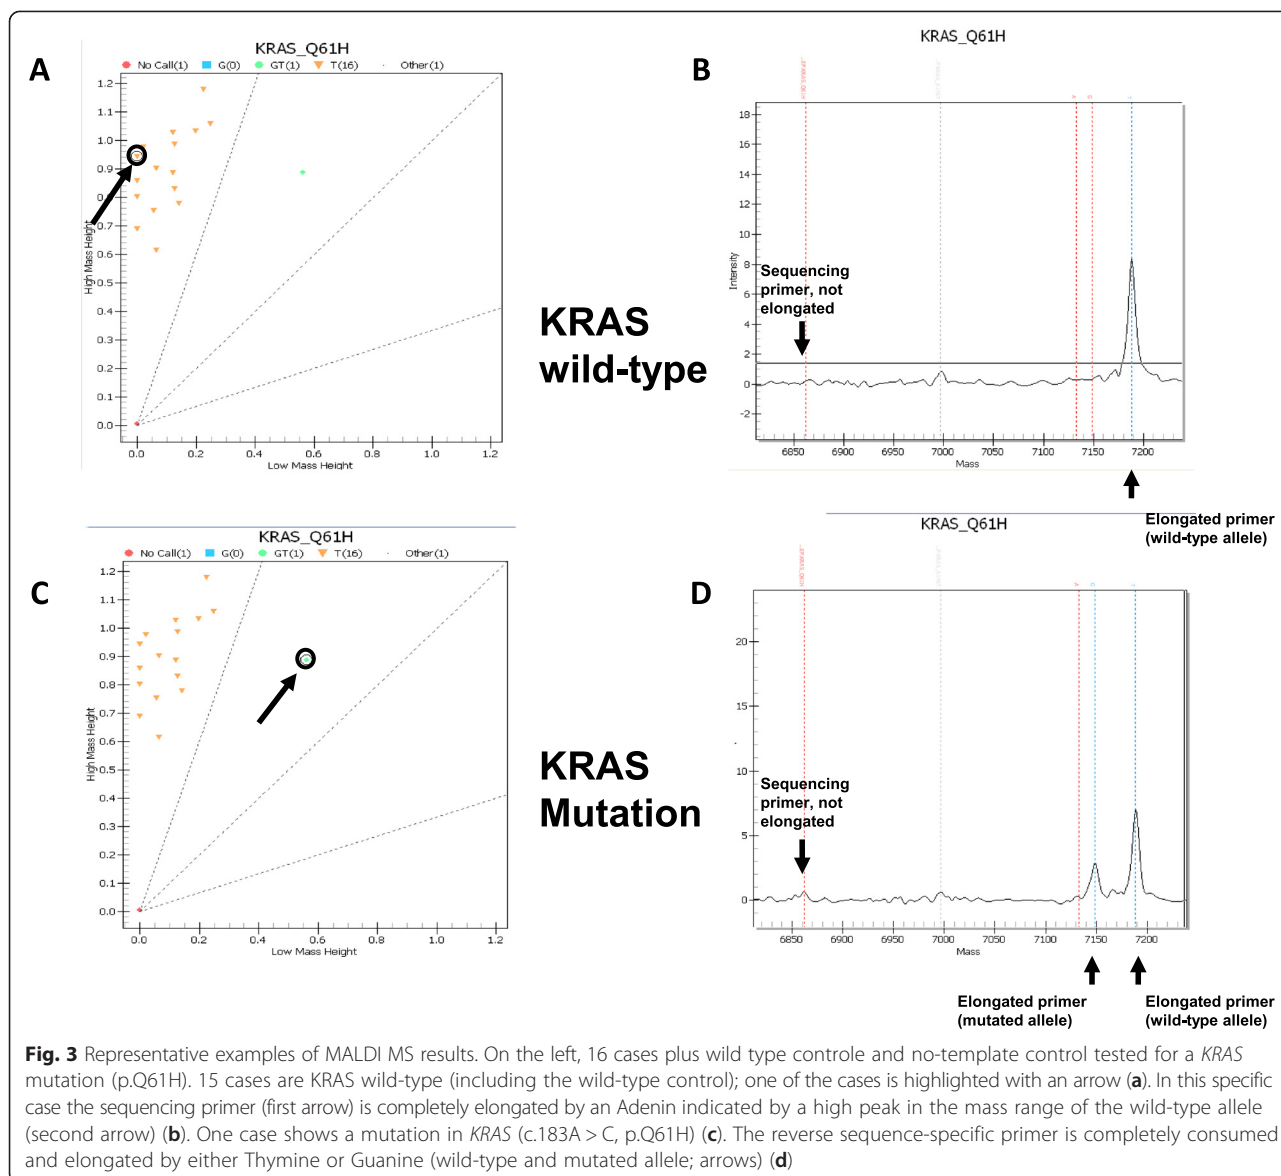 A
KRAS_Q61H
No Call(1) G(0) GT(1) T(16) Other(1)
1.2
1.0
0.9
0.8
0.7
0.6
0.5
0.4
0.3
0.2
0.1
0.0
High Mass Height
0.0 0.2 0.4 0.6 0.8 1.0 1.2
Low Mass Height
KRAS
wild-type
B
KRAS_Q61H
A
G
T
18
16
14
12
10
8
6
4
2
0
-2
Intensity
Sequencing
primer, not
elongated
6850 6900 6950 7000 7050 7100 7150 7200
Mass
Elongated primer
(wild-type allele)
C
KRAS_Q61H
No Call(1) G(0) GT(1) T(16) Other(1)
1.2
1.1
1.0
0.9
0.8
0.7
0.6
0.5
0.4
0.3
0.2
0.1
0.0
High Mass Height
0.0 0.2 0.4 0.6 0.8 1.0 1.2
Low Mass Height
KRAS
Mutation
D
KRAS_Q61H
A
G
T
20
15
10
5
0
Sequencing
primer, not
elongated
6850 6900 6950 7000 7050 7100 7150 7200
Mass
Elongated primer
(mutated allele)
Elongated primer
(wild-type allele)
Fig. 3 Representative examples of MALDI MS results. On the left, 16 cases plus wild type controle and no-template control tested for a KRAS
mutation (p.Q61H). 15 cases are KRAS wild-type (including the wild-type control); one of the cases is highlighted with an arrow (a). In this specific
case the sequencing primer (first arrow) is completely elongated by an Adenin indicated by a high peak in the mass range of the wild-type allele
(second arrow) (b). One case shows a mutation in KRAS (c.183A > C, p.Q61H) (c). The reverse sequence-specific primer is completely consumed
and elongated by either Thymine or Guanine (wild-type and mutated allele; arrows) (d)